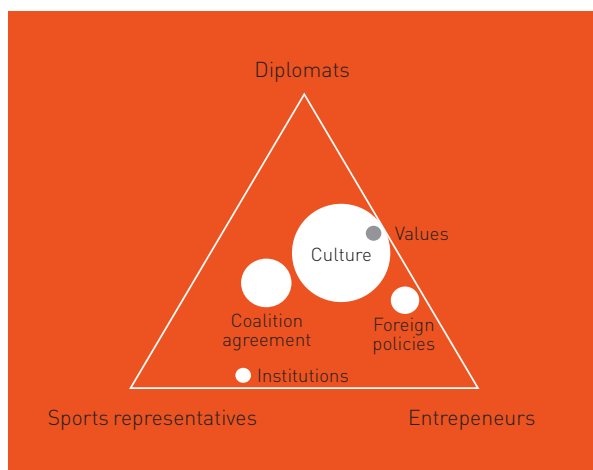 Diplomats
Values
Culture
Coalition
agreement
Foreign
policies
Institutions
Sports representatives
Entrepeneurs